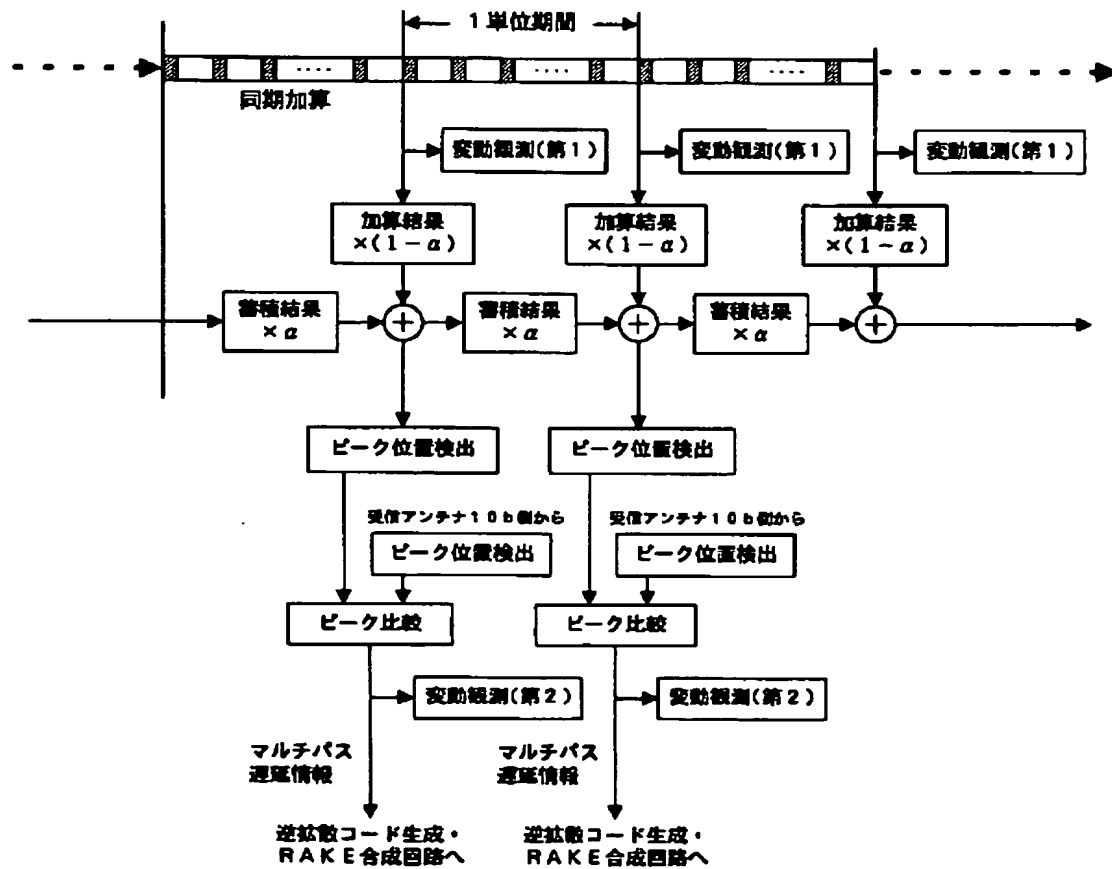 1単位期間
････ ････ ････
同期加算
変動観測(第1) 変動観測(第1) 変動観測(第1)
加算結果 加算結果 加算結果
×(1-α) ×(1-α) ×(1-α)
蓄積結果 蓄積結果 蓄積結果
×α ×α ×α
+ + +
ピーク位置検出 ピーク位置検出
受信アンテナ10b側から 受信アンテナ10b側から
ピーク位置検出 ピーク位置検出
ピーク比較 ピーク比較
変動観測(第2) 変動観測(第2)
マルチパス マルチパス
遅延情報 遅延情報
逆拡散コード生成・ 逆拡散コード生成・
RAKE合成回路へ RAKE合成回路へ